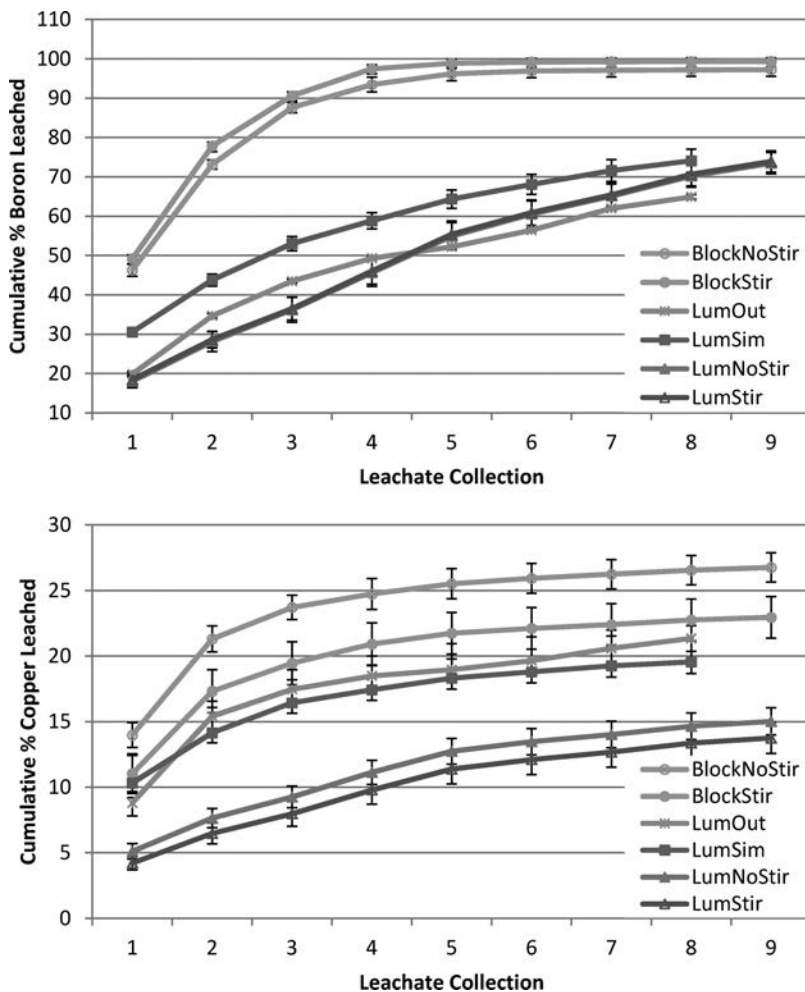 Cumulative % Boron Leached
110
100
90
80
70
60
50
40
30
20
10
1 2 3 4 5 6 7 8 9
Leachate Collection
BlockNoStir
BlockStir
LumOut
LumSim
LumNoStir
LumStir
Cumulative % Copper Leached
30
25
20
15
10
5
0
1 2 3 4 5 6 7 8 9
Leachate Collection
BlockNoStir
BlockStir
LumOut
LumSim
LumNoStir
LumStir